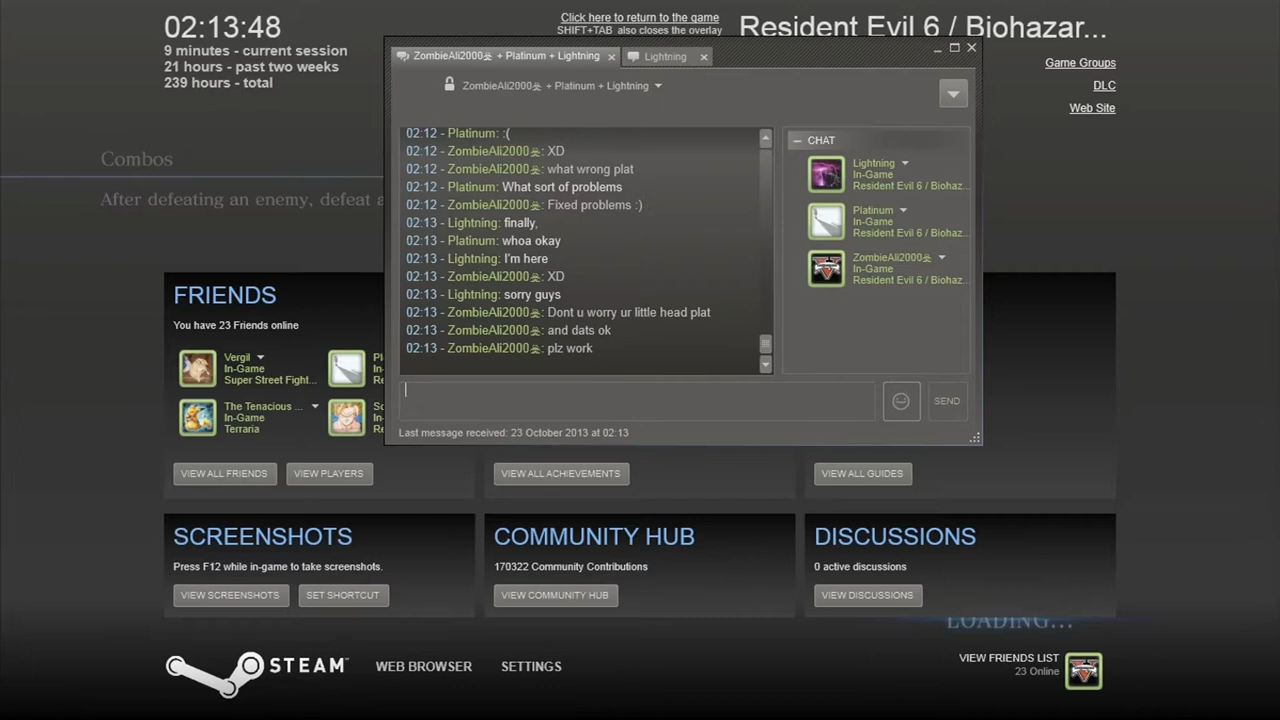 02:13:48
9 minutes - current session
21 hours - past two weeks
239 hours - total
Click here to return to the game
SHIFT+TAB also closes the overlay
Resident Evil 6 / Biohazar...
Game Groups
DLC
Web Site
Combos
After defeating an enemy, defeat a
ZombieAli2000 + Platinum + Lightning
Lightning
ZombieAli2000 + Platinum + Lightning
02:12 - Platinum: :(
02:12 - ZombieAli2000: XD
02:12 - ZombieAli2000: what wrong plat
02:12 - Platinum: What sort of problems
02:12 - ZombieAli2000: Fixed problems :)
02:13 - Lightning: finally,
02:13 - Platinum: whoa okay
02:13 - Lightning: I'm here
02:13 - ZombieAli2000: XD
02:13 - Lightning: sorry guys
02:13 - ZombieAli2000: Dont u worry ur little head plat
02:13 - ZombieAli2000: and dats ok
02:13 - ZombieAli2000: plz work
CHAT
Lightning
In-Game
Resident Evil 6 / Biohaz...
Platinum
In-Game
Resident Evil 6 / Biohaz...
ZombieAli2000
In-Game
Resident Evil 6 / Biohaz...
SEND
Last message received: 23 October 2013 at 02:13
FRIENDS
You have 23 Friends online
Vergil
In-Game
Super Street Fight...
Pl
In-Game
Re
The Tenacious ...
In-Game
Terraria
So
In-Game
Re
VIEW ALL FRIENDS
VIEW PLAYERS
VIEW ALL ACHIEVEMENTS
VIEW ALL GUIDES
SCREENSHOTS
Press F12 while in-game to take screenshots.
VIEW SCREENSHOTS
SET SHORTCUT
COMMUNITY HUB
170322 Community Contributions
VIEW COMMUNITY HUB
DISCUSSIONS
0 active discussions
VIEW DISCUSSIONS
LOADING...
STEAM™
WEB BROWSER
SETTINGS
VIEW FRIENDS LIST
23 Online